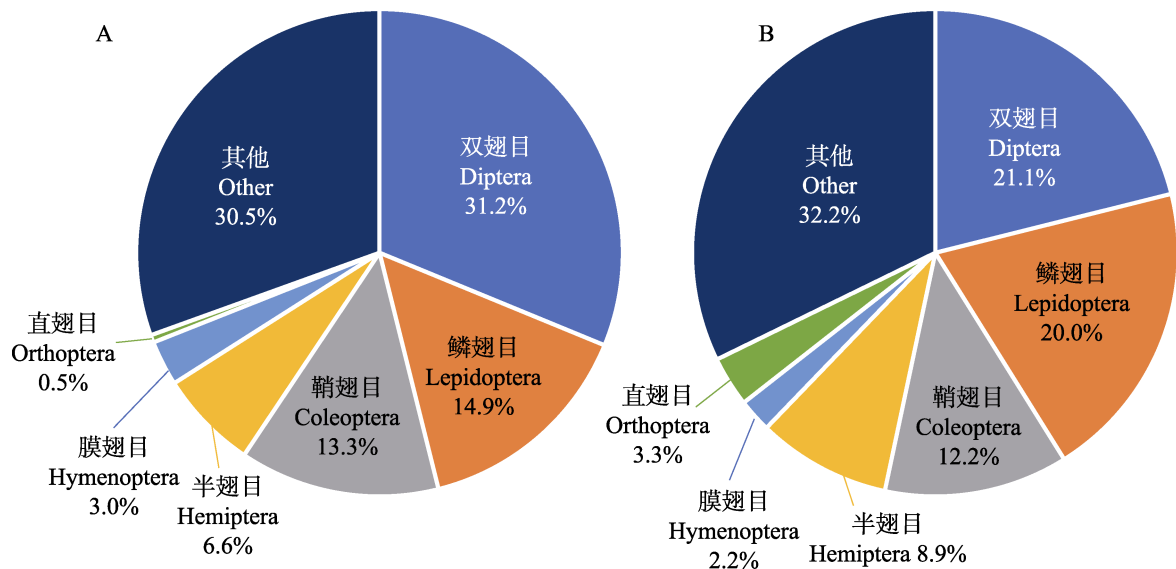 A
其他
Other
30.5%
双翅目
Diptera
31.2%
鳞翅目
Lepidoptera
14.9%
鞘翅目
Coleoptera
13.3%
半翅目
Hemiptera
6.6%
膜翅目
Hymenoptera
3.0%
直翅目
Orthoptera
0.5%
B
其他
Other
32.2%
双翅目
Diptera
21.1%
鳞翅目
Lepidoptera
20.0%
鞘翅目
Coleoptera
12.2%
半翅目
Hemiptera 8.9%
膜翅目
Hymenoptera
2.2%
直翅目
Orthoptera
3.3%